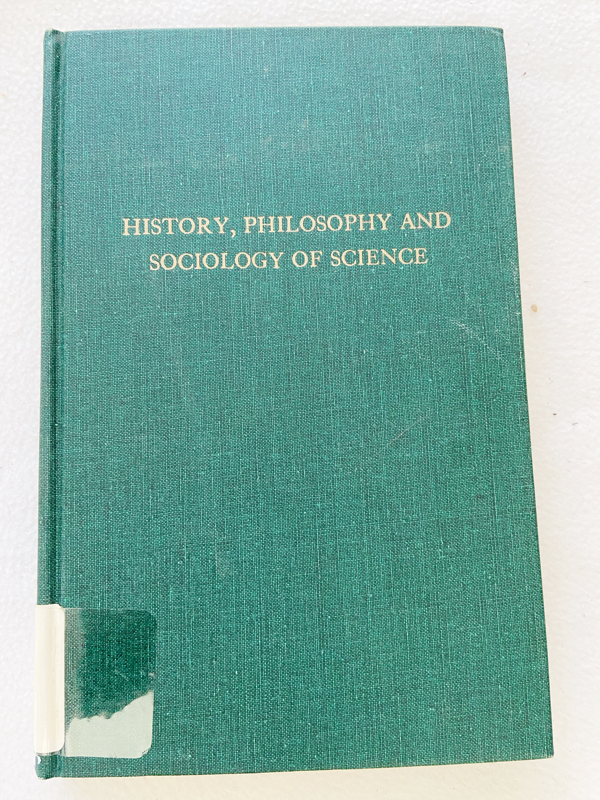 HISTORY, PHILOSOPHY AND
SOCIOLOGY OF SCIENCE